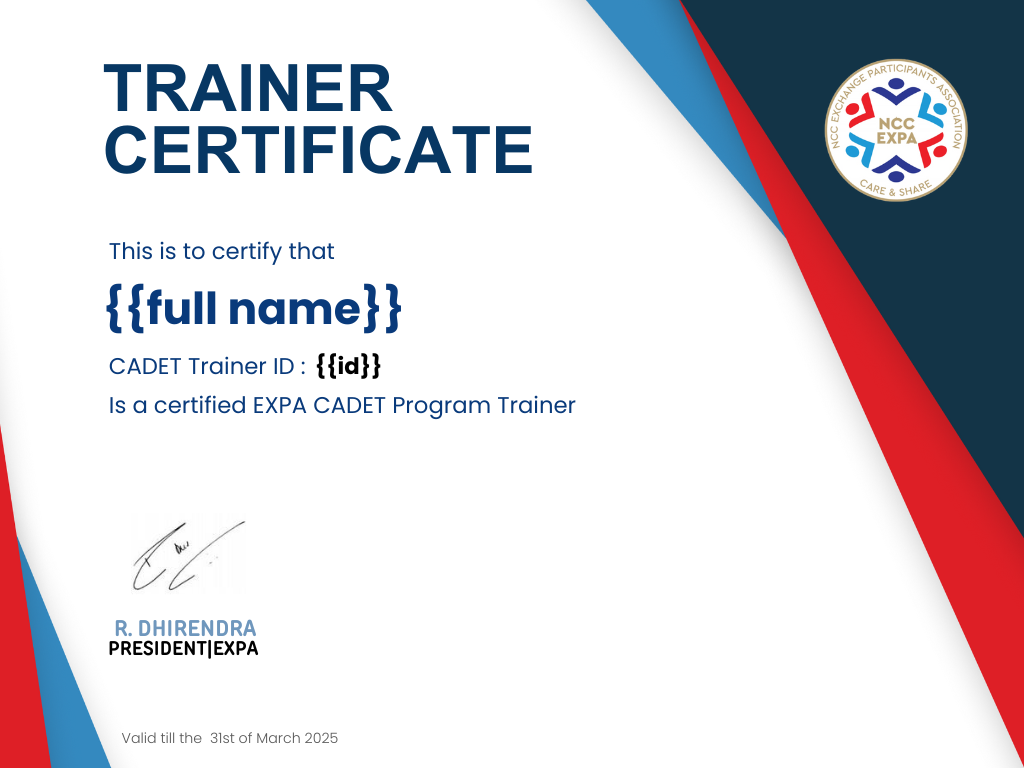 TRAINER
CERTIFICATE
NCC EXCHANGE PARTICIPANTS ASSOCIATION
NCC
EXPA
CARE & SHARE
This is to certify that
{{full name}}
CADET Trainer ID : {{id}}
Is a certified EXPA CADET Program Trainer
R. DHIRENDRA
PRESIDENT|EXPA
Valid till the 31st of March 2025